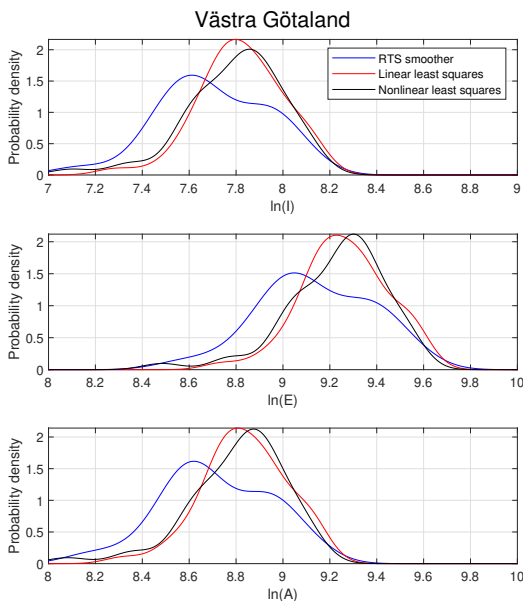 Västra Götaland
RTS smoother
Linear least squares
Nonlinear least squares
Probability density
2
1.5
1
0.5
0
7 7.2 7.4 7.6 7.8 8 8.2 8.4 8.6 8.8 9
ln(I)
Probability density
2
1.5
1
0.5
0
8 8.2 8.4 8.6 8.8 9 9.2 9.4 9.6 9.8 10
ln(E)
Probability density
2
1.5
1
0.5
0
8 8.2 8.4 8.6 8.8 9 9.2 9.4 9.6 9.8 10
ln(A)